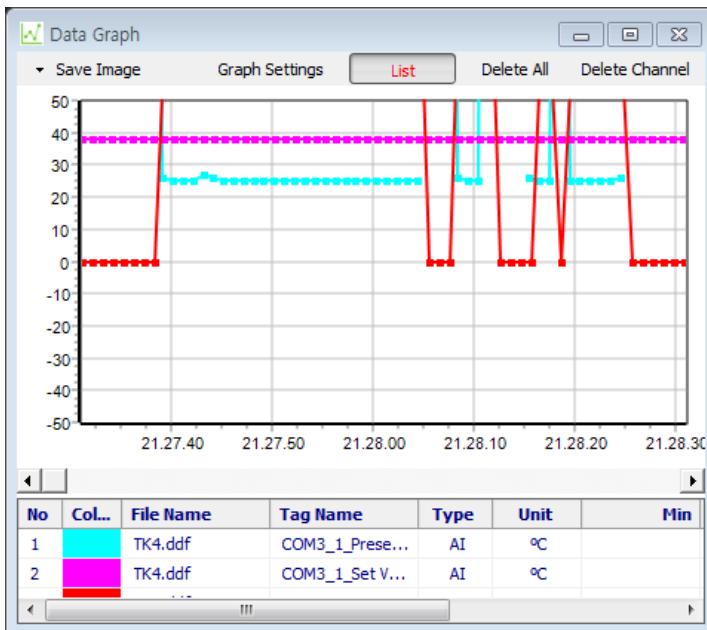 Data Graph
Save Image Graph Settings List Delete All Delete Channel
50
40
30
20
10
0
-10
-20
-30
-40
-50
21.27.40 21.27.50 21.28.00 21.28.10 21.28.20 21.28.30
No Col... File Name Tag Name Type Unit Min
1 TK4.ddf COM3_1_Prese... AI ºC
2 TK4.ddf COM3_1_Set V... AI ºC